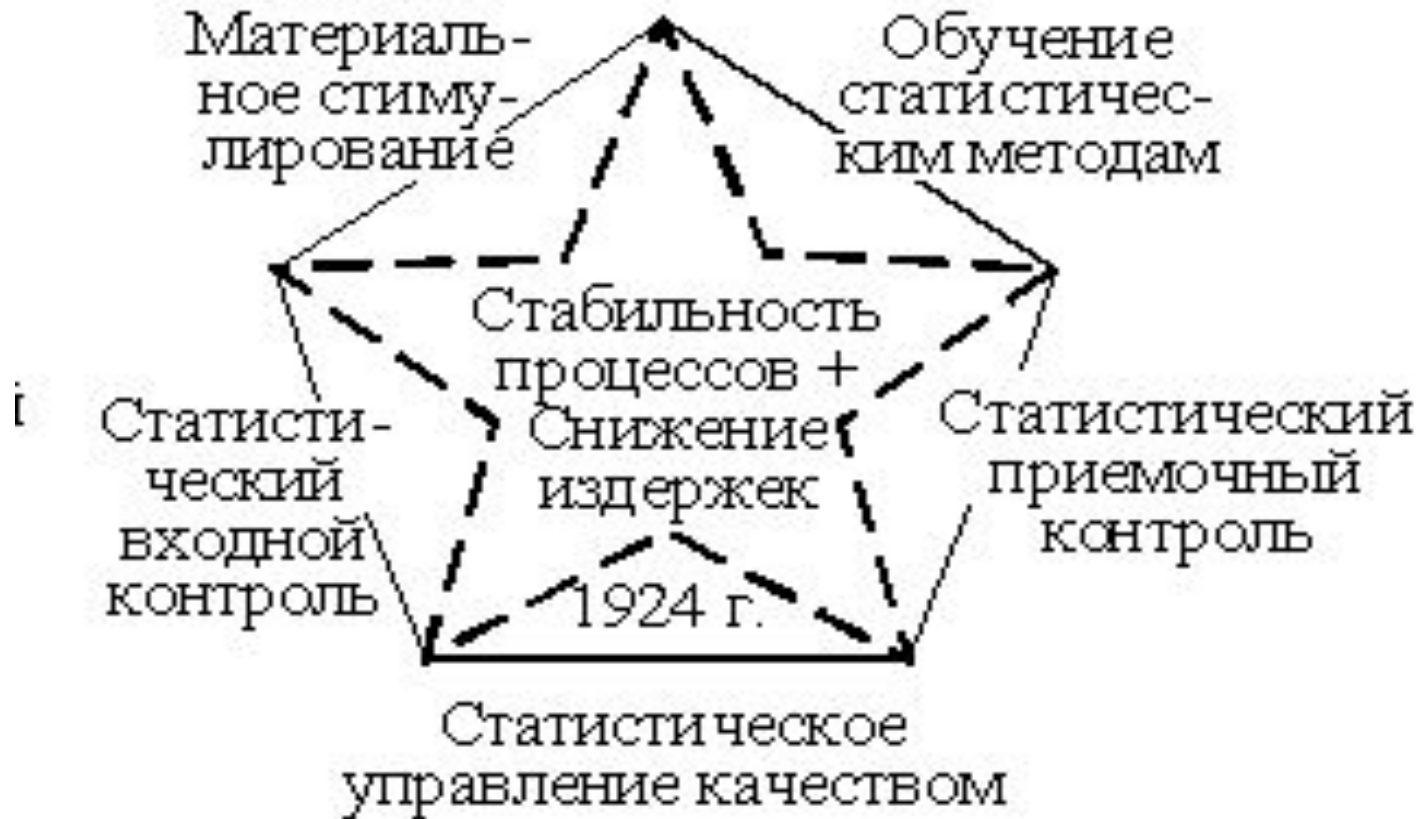 Материаль-
ное стиму-
лирование
Обучение
статистичес-
ким методам
Стабильность
процессов +
Снижение
издержек
Статисти-
ческий
входной
контроль
Статистический
приемочный
контроль
1924 г.
Статистическое
управление качеством